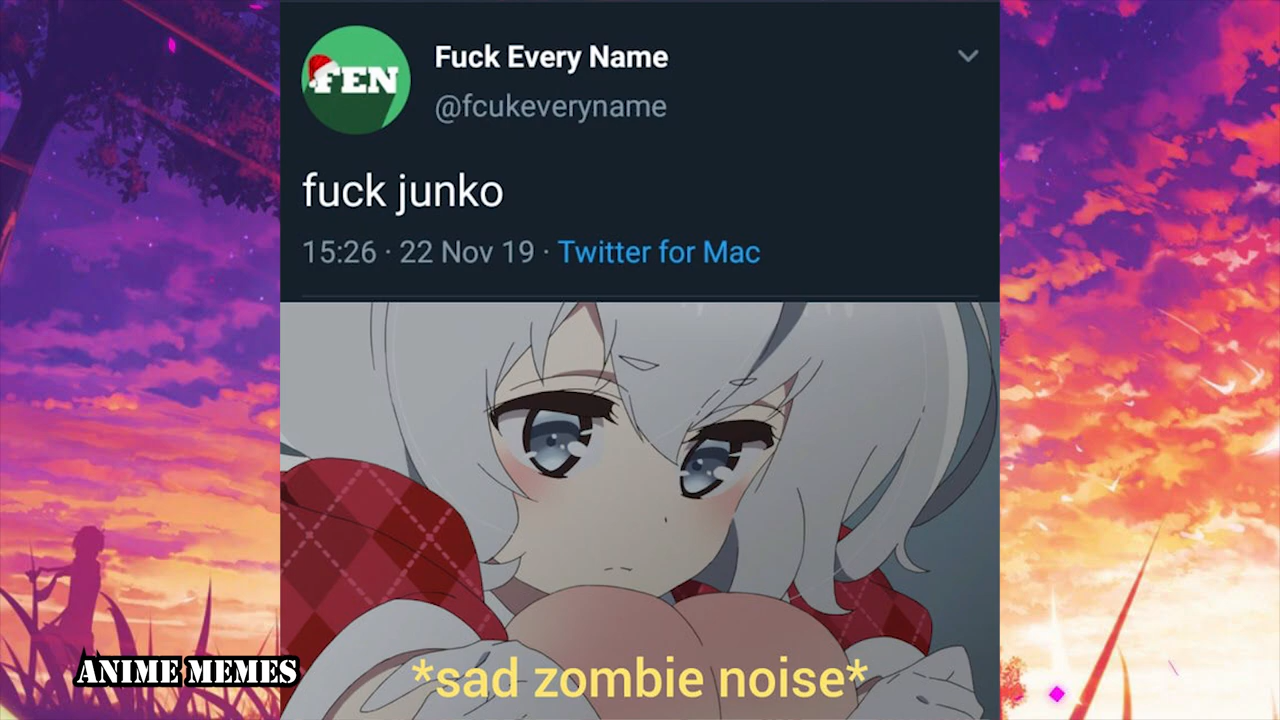 FEN
Fuck Every Name
@fcukeveryname
fuck junko
15:26 · 22 Nov 19 · Twitter for Mac
*sad zombie noise*
ANIME MEMES